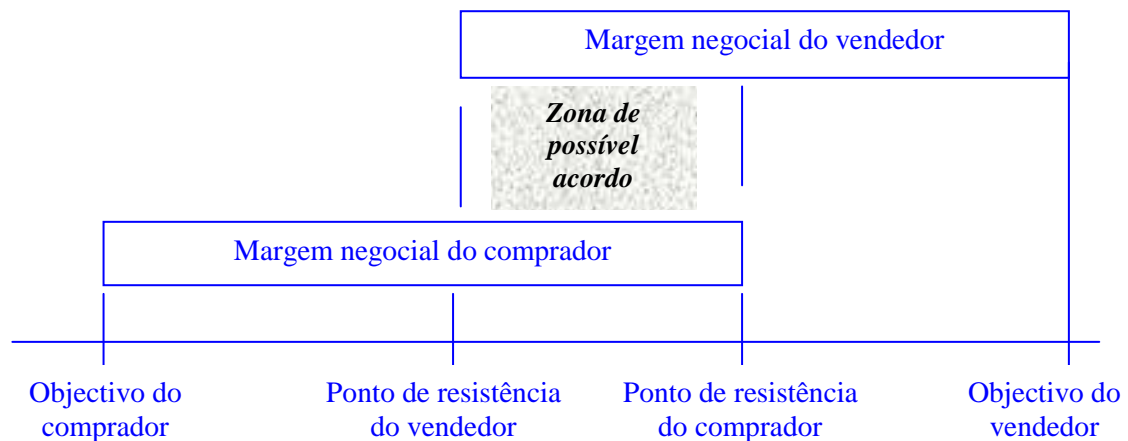 Margem negocial do vendedor
Zona de
possível
acordo
Margem negocial do comprador
Objectivo do
comprador
Ponto de resistência
do vendedor
Ponto de resistência
do comprador
Objectivo do
vendedor